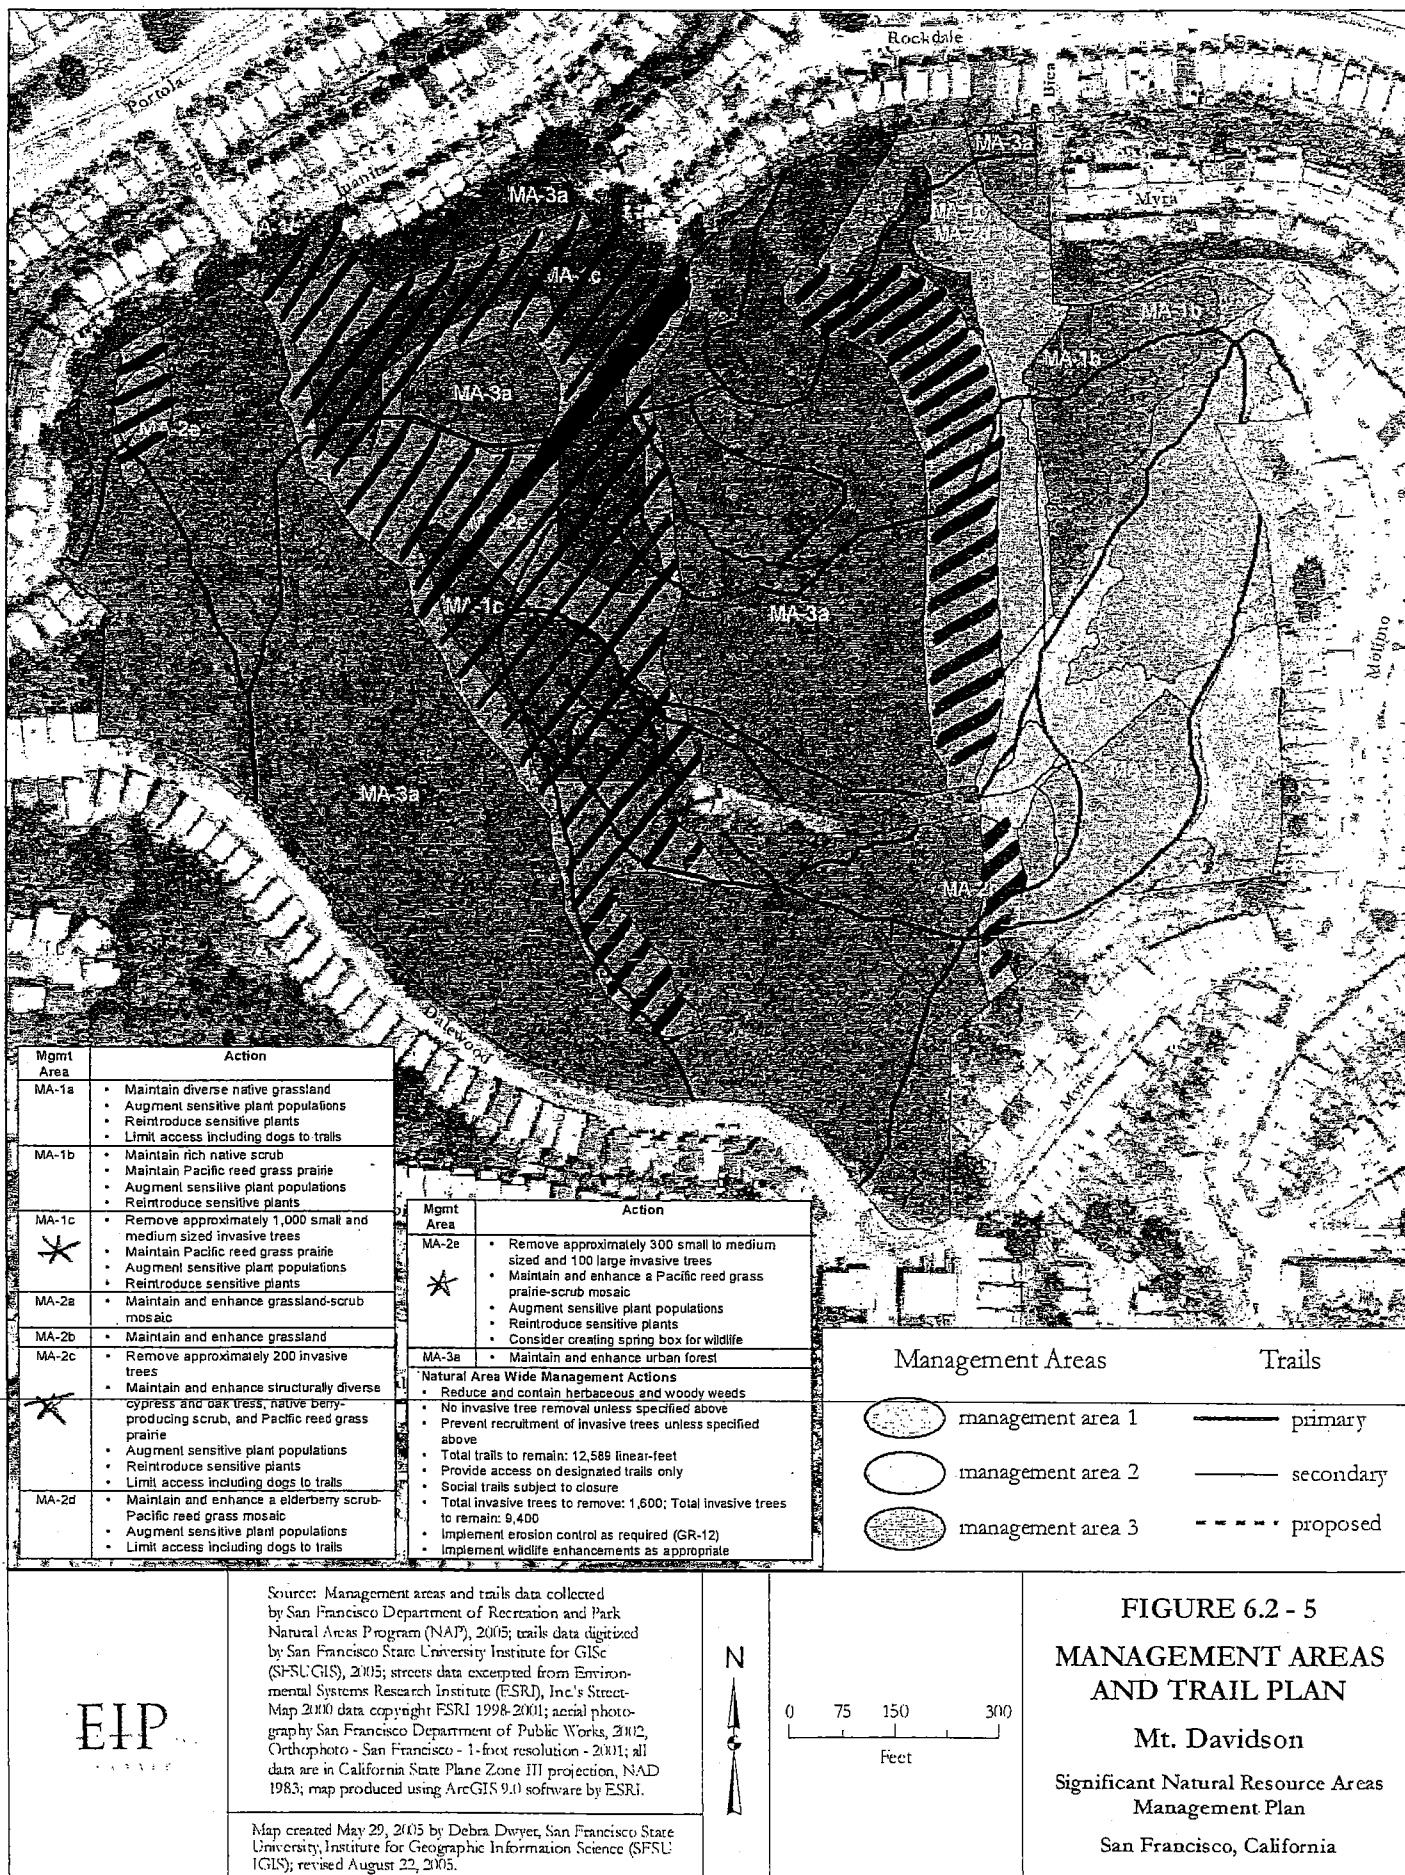 Rockdale
Portola
Juanita
Myra
MA-3a
MA-3a
MA-1b
MA-1b
MA-3a
MA-2e
MA-1c
MA-3a
MA-3a
Molimo
Dalewood
Myrtle
Mgmt Area
Action
MA-1a
• Maintain diverse native grassland
• Augment sensitive plant populations
• Reintroduce sensitive plants
• Limit access including dogs to trails
MA-1b
• Maintain rich native scrub
• Maintain Pacific reed grass prairie
• Augment sensitive plant populations
• Reintroduce sensitive plants
MA-1c
• Remove approximately 1,000 small and
medium sized invasive trees
• Maintain Pacific reed grass prairie
• Augment sensitive plant populations
• Reintroduce sensitive plants
MA-2a
• Maintain and enhance grassland-scrub
mosaic
MA-2b
• Maintain and enhance grassland
MA-2c
• Remove approximately 200 invasive
trees
• Maintain and enhance structurally diverse
cypress and oak tress, native berry-
producing scrub, and Pacific reed grass
prairie
• Augment sensitive plant populations
• Reintroduce sensitive plants
• Limit access including dogs to trails
MA-2d
• Maintain and enhance a elderberry scrub-
Pacific reed grass mosaic
• Augment sensitive plant populations
• Limit access including dogs to trails
Mgmt Area
Action
MA-2e
• Remove approximately 300 small to medium
sized and 100 large invasive trees
• Maintain and enhance a Pacific reed grass
prairie-scrub mosaic
• Augment sensitive plant populations
• Reintroduce sensitive plants
• Consider creating spring box for wildlife
MA-3a
• Maintain and enhance urban forest
Natural Area Wide Management Actions
• Reduce and contain herbaceous and woody weeds
• No invasive tree removal unless specified above
• Prevent recruitment of invasive trees unless specified
above
• Total trails to remain: 12,589 linear-feet
• Provide access on designated trails only
• Social trails subject to closure
• Total invasive trees to remove: 1,600; Total invasive trees
to remain: 9,400
• Implement erosion control as required (GR-12)
• Implement wildlife enhancements as appropriate
Management Areas
Trails
management area 1
primary
management area 2
secondary
management area 3
proposed
EIP
Source: Management areas and trails data collected
by San Francisco Department of Recreation and Park
Natural Areas Program (NAP), 2005; trails data digitized
by San Francisco State University Institute for GISc
(SFSUGIS), 2005; streets data excerpted from Environ-
mental Systems Research Institute (ESRI), Inc.'s Street-
Map 2000 data copyright ESRI 1998-2001; aerial photo-
graphy San Francisco Department of Public Works, 2002,
Orthophoto - San Francisco - 1-foot resolution - 2001; all
data are in California State Plane Zone III projection, NAD
1983; map produced using ArcGIS 9.0 software by ESRI.
Map created May 29, 2005 by Debra Dwyer, San Francisco State
University, Institute for Geographic Information Science (SFSU
IGIS); revised August 22, 2005.
N
0 75 150 300
Feet
FIGURE 6.2 - 5
MANAGEMENT AREAS
AND TRAIL PLAN
Mt. Davidson
Significant Natural Resource Areas
Management Plan
San Francisco, California